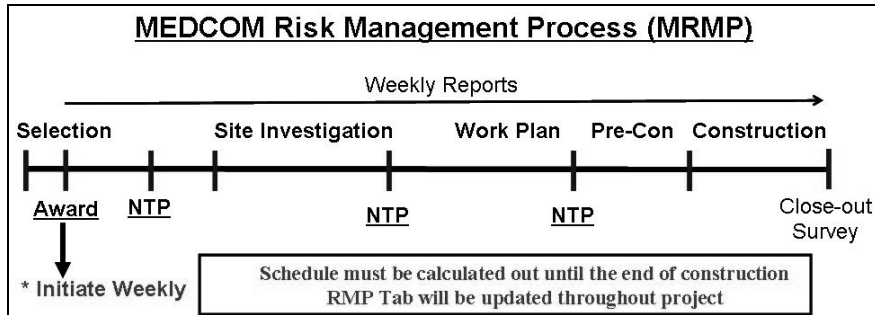 MEDCOM Risk Management Process (MRMP)
Weekly Reports
Selection Site Investigation Work Plan Pre-Con Construction
Award NTP NTP NTP Close-out
Survey
* Initiate Weekly
Schedule must be calculated out until the end of construction
RMP Tab will be updated throughout project